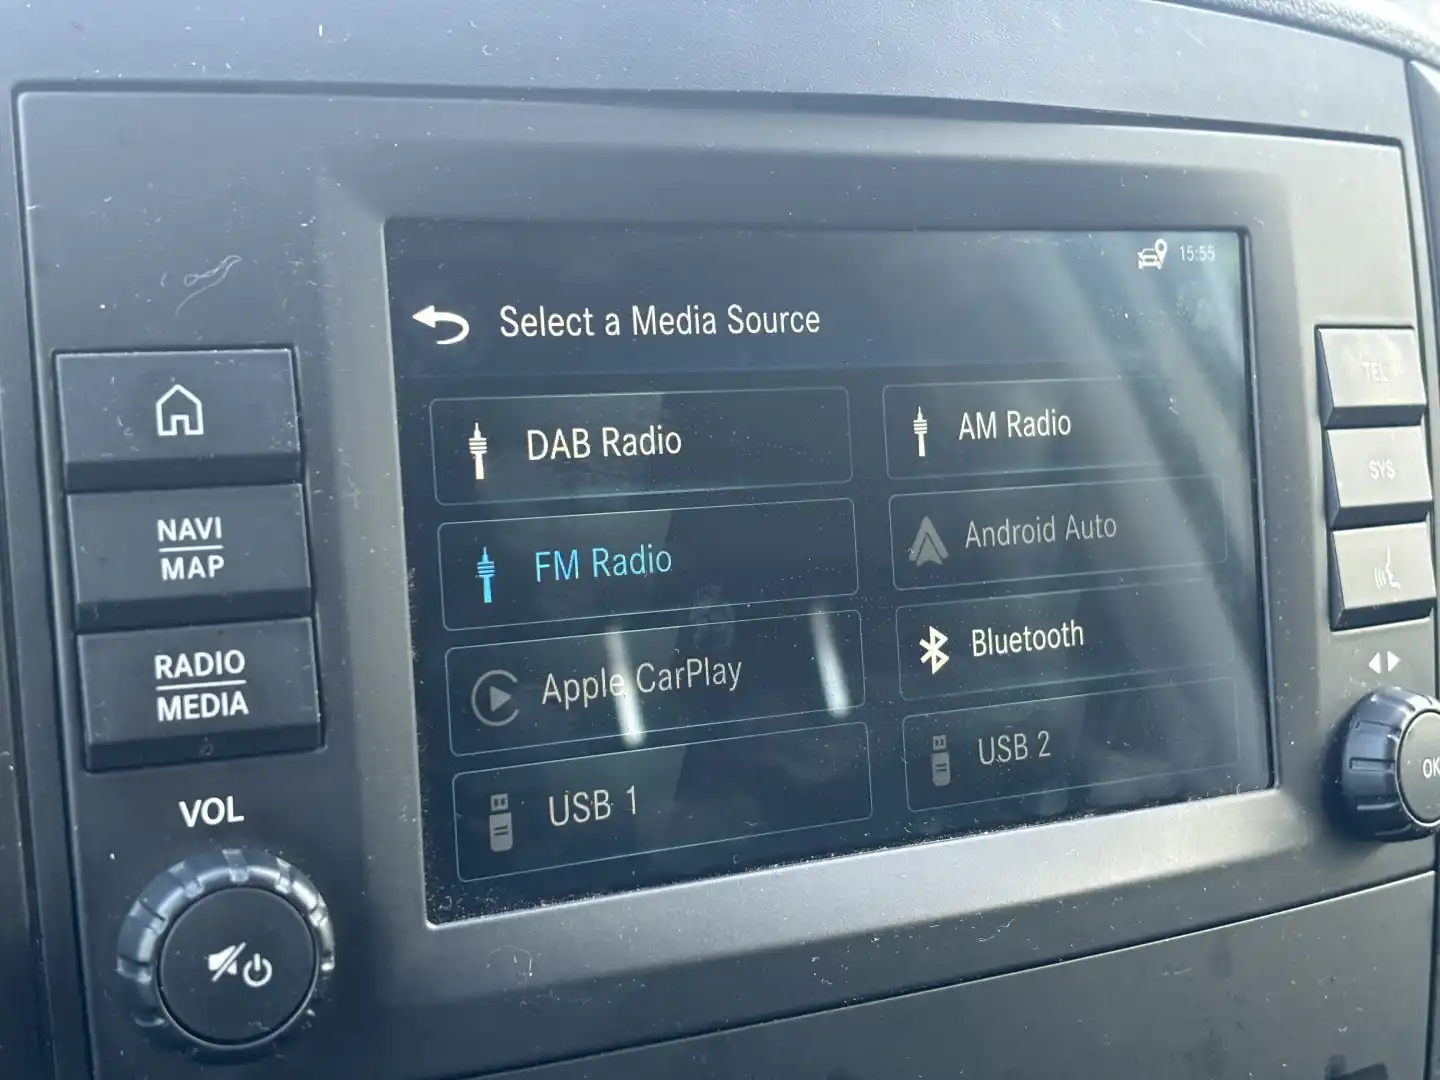 15:55
Select a Media Source
DAB Radio
AM Radio
FM Radio
Android Auto
Apple CarPlay
Bluetooth
USB 1
USB 2
NAVI
MAP
RADIO
MEDIA
VOL
TEL
SYS
OK